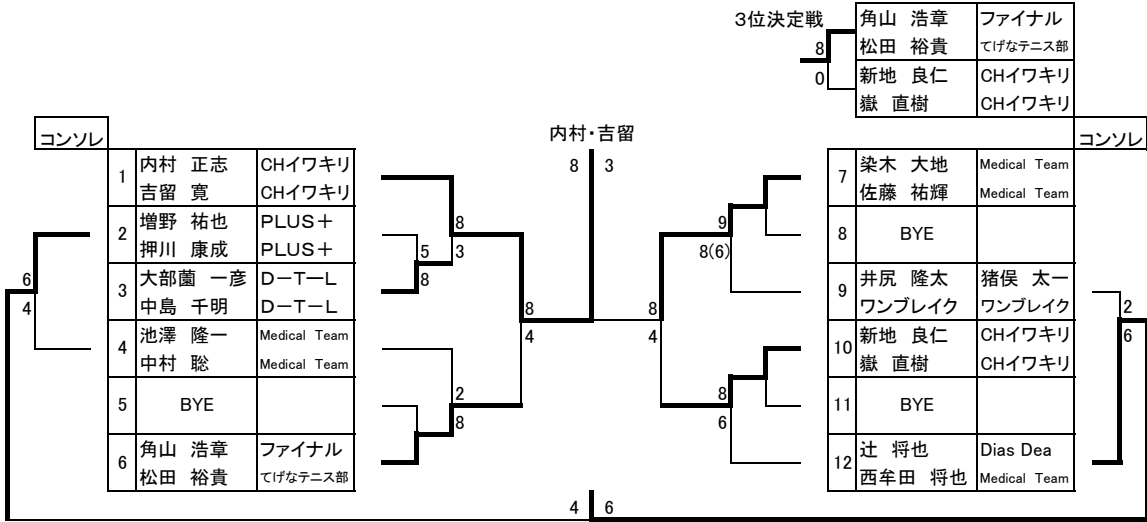 3位決定戦
角山 浩章 ファイナル
松田 裕貴 てげなテニス部
新地 良仁 CHイワキリ
嶽 直樹 CHイワキリ
8
0
コンソレ
内村・吉留
コンソレ
8 3
1 内村 正志 CHイワキリ
吉留 寛 CHイワキリ
2 増野 祐也 PLUS+
押川 康成 PLUS+
3 大部薗 一彦 D-T-L
中島 千明 D-T-L
4 池澤 隆一 Medical Team
中村 聡 Medical Team
5 BYE
6 角山 浩章 ファイナル
松田 裕貴 てげなテニス部
6
4
5
8
8
3
2
8
8
4
7 染木 大地 Medical Team
佐藤 祐輝 Medical Team
8 BYE
9 井尻 隆太 猪俣 太一
ワンブレイク ワンブレイク
10 新地 良仁 CHイワキリ
嶽 直樹 CHイワキリ
11 BYE
12 辻 将也 Dias Dea
西牟田 将也 Medical Team
9
8(6)
8
4
8
6
2
6
4 6